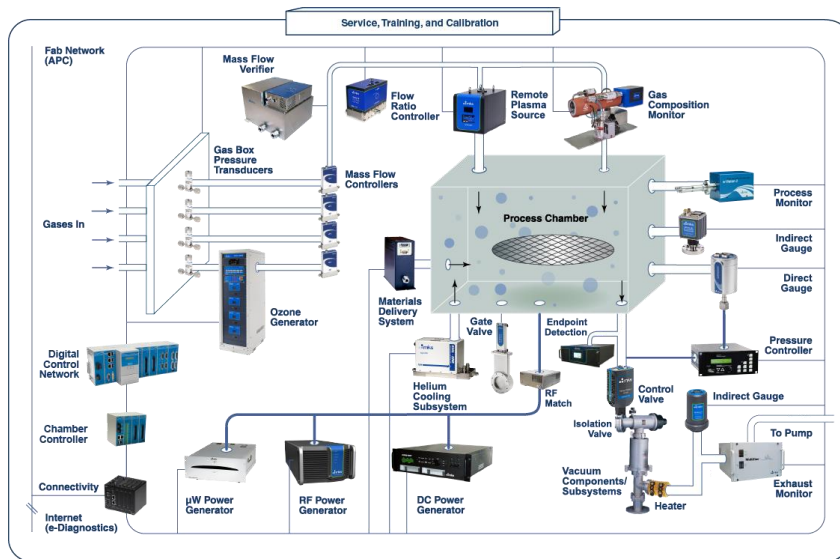 Service, Training, and Calibration
Fab Network
(APC)
Mass Flow
Verifier
Flow
Ratio
Controller
Remote
Plasma
Source
Gas
Composition
Monitor
Gas Box
Pressure
Transducers
Mass Flow
Controllers
Process
Monitor
Gases In
Process Chamber
Indirect
Gauge
Direct
Gauge
Materials
Delivery
System
Ozone
Generator
Gate
Valve
Endpoint
Detection
Pressure
Controller
Digital
Control
Network
Helium
Cooling
Subsystem
RF
Match
Control
Valve
Indirect Gauge
Isolation
Valve
Chamber
Controller
To Pump
Vacuum
Components/
Subsystems
Exhaust
Monitor
Heater
Connectivity
µW Power
Generator
RF Power
Generator
DC Power
Generator
Internet
(e-Diagnostics)